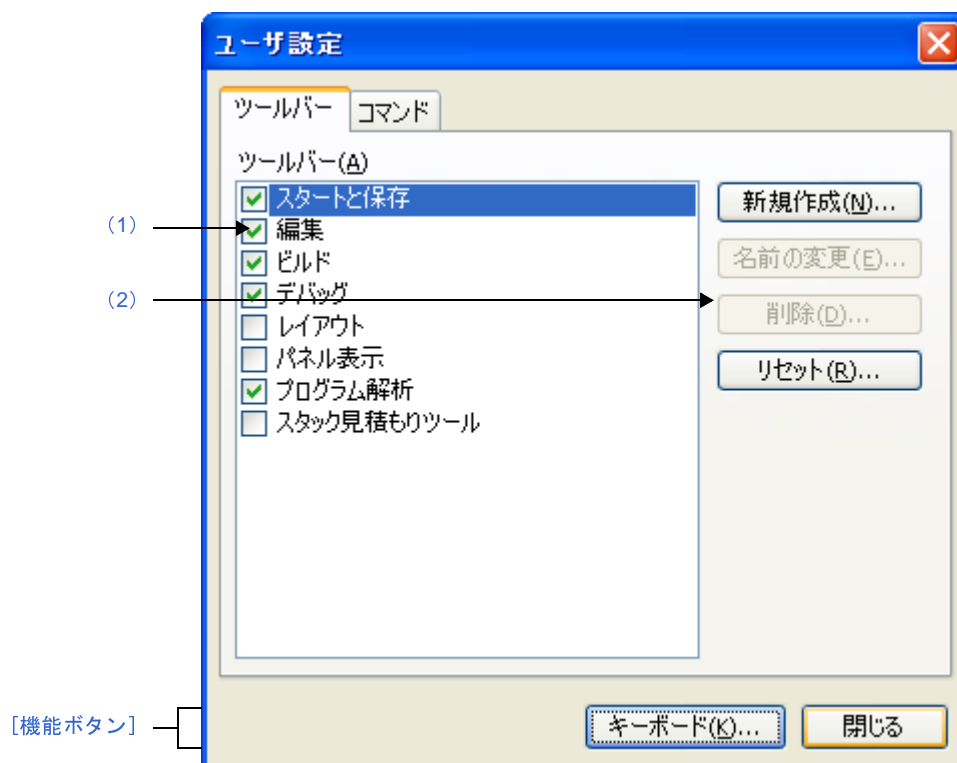 ユーザ設定
ツールバー コマンド
ツールバー(A)
スタートと保存
編集
ビルド
デバッグ
レイアウト
パネル表示
プログラム解析
スタック見積もりツール
新規作成(N)...
名前の変更(E)...
削除(D)...
リセット(R)...
(1)
(2)
[機能ボタン]
キーボード(K)... 閉じる